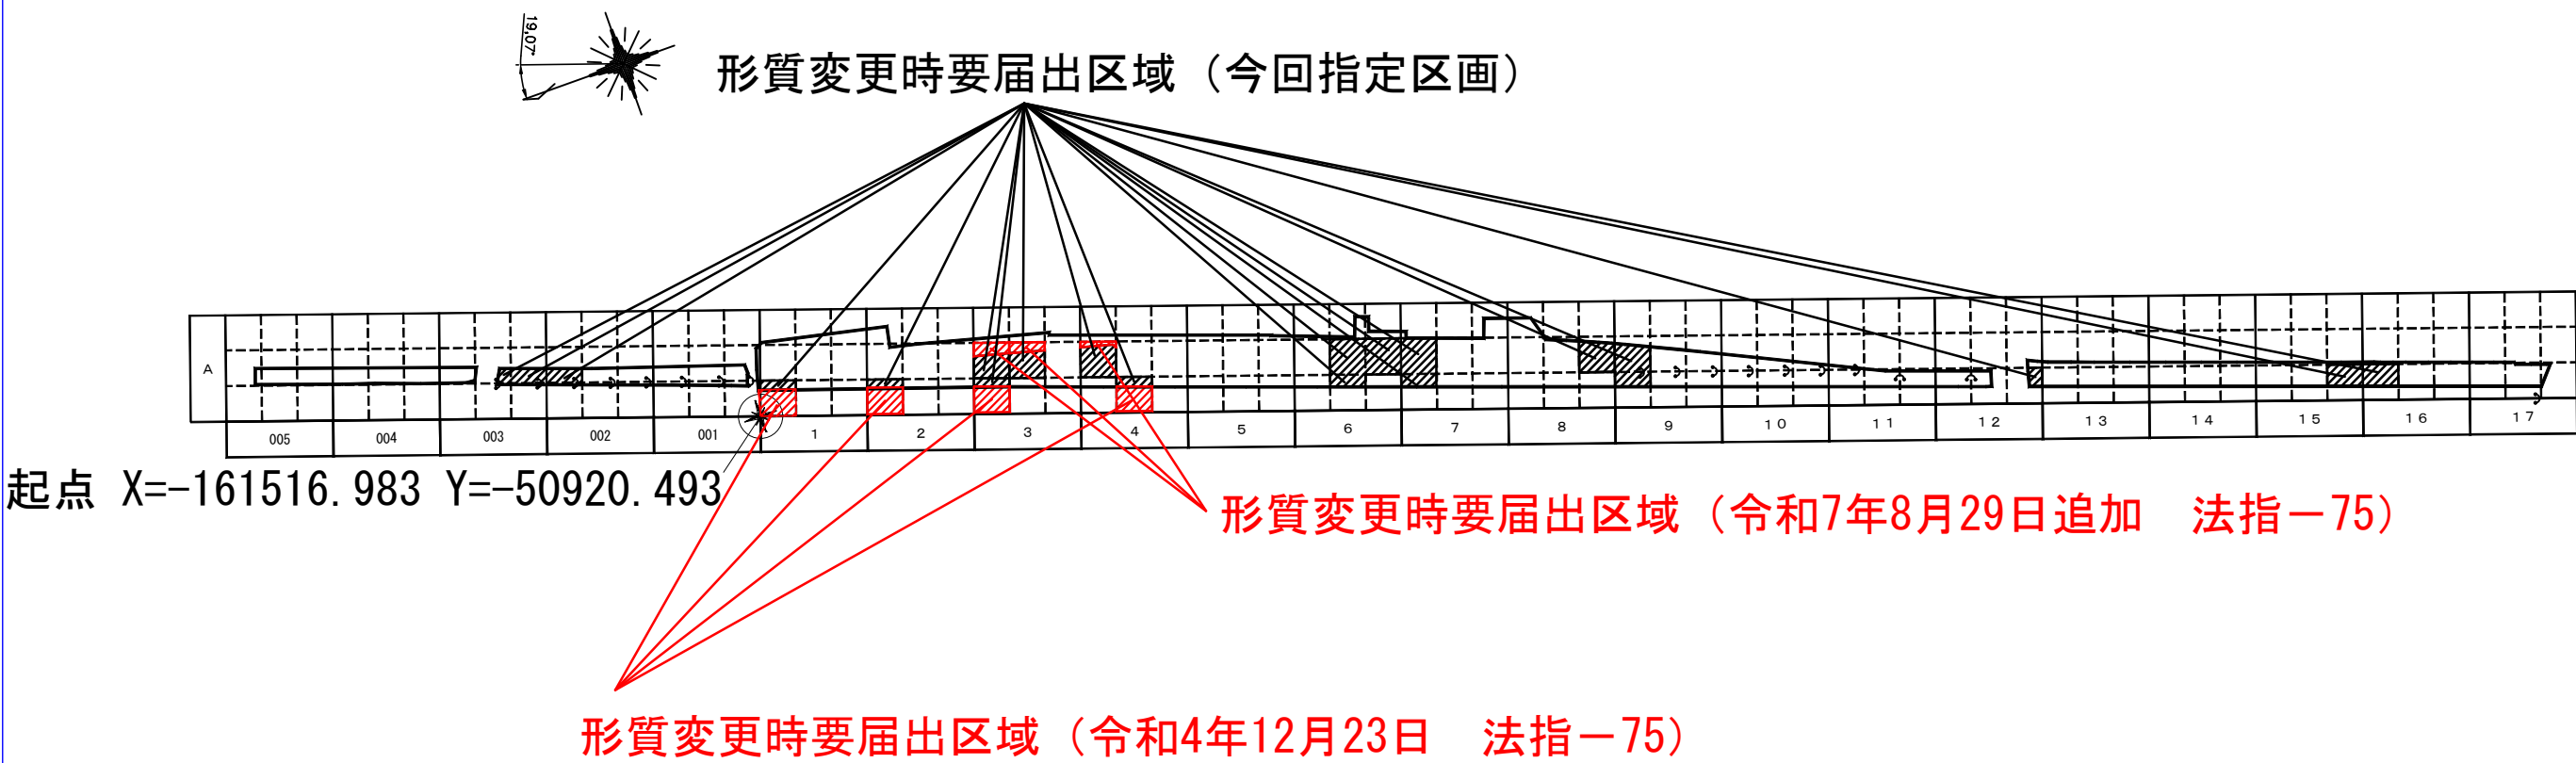 19.07°
形質変更時要届出区域（今回指定区画）
A
005 004 003 002 001 1 2 3 4 5 6 7 8 9 10 11 12 13 14 15 16 17
起点 X=-161516.983 Y=-50920.493
形質変更時要届出区域（令和7年8月29日追加　法指－75）
形質変更時要届出区域（令和4年12月23日　法指－75）